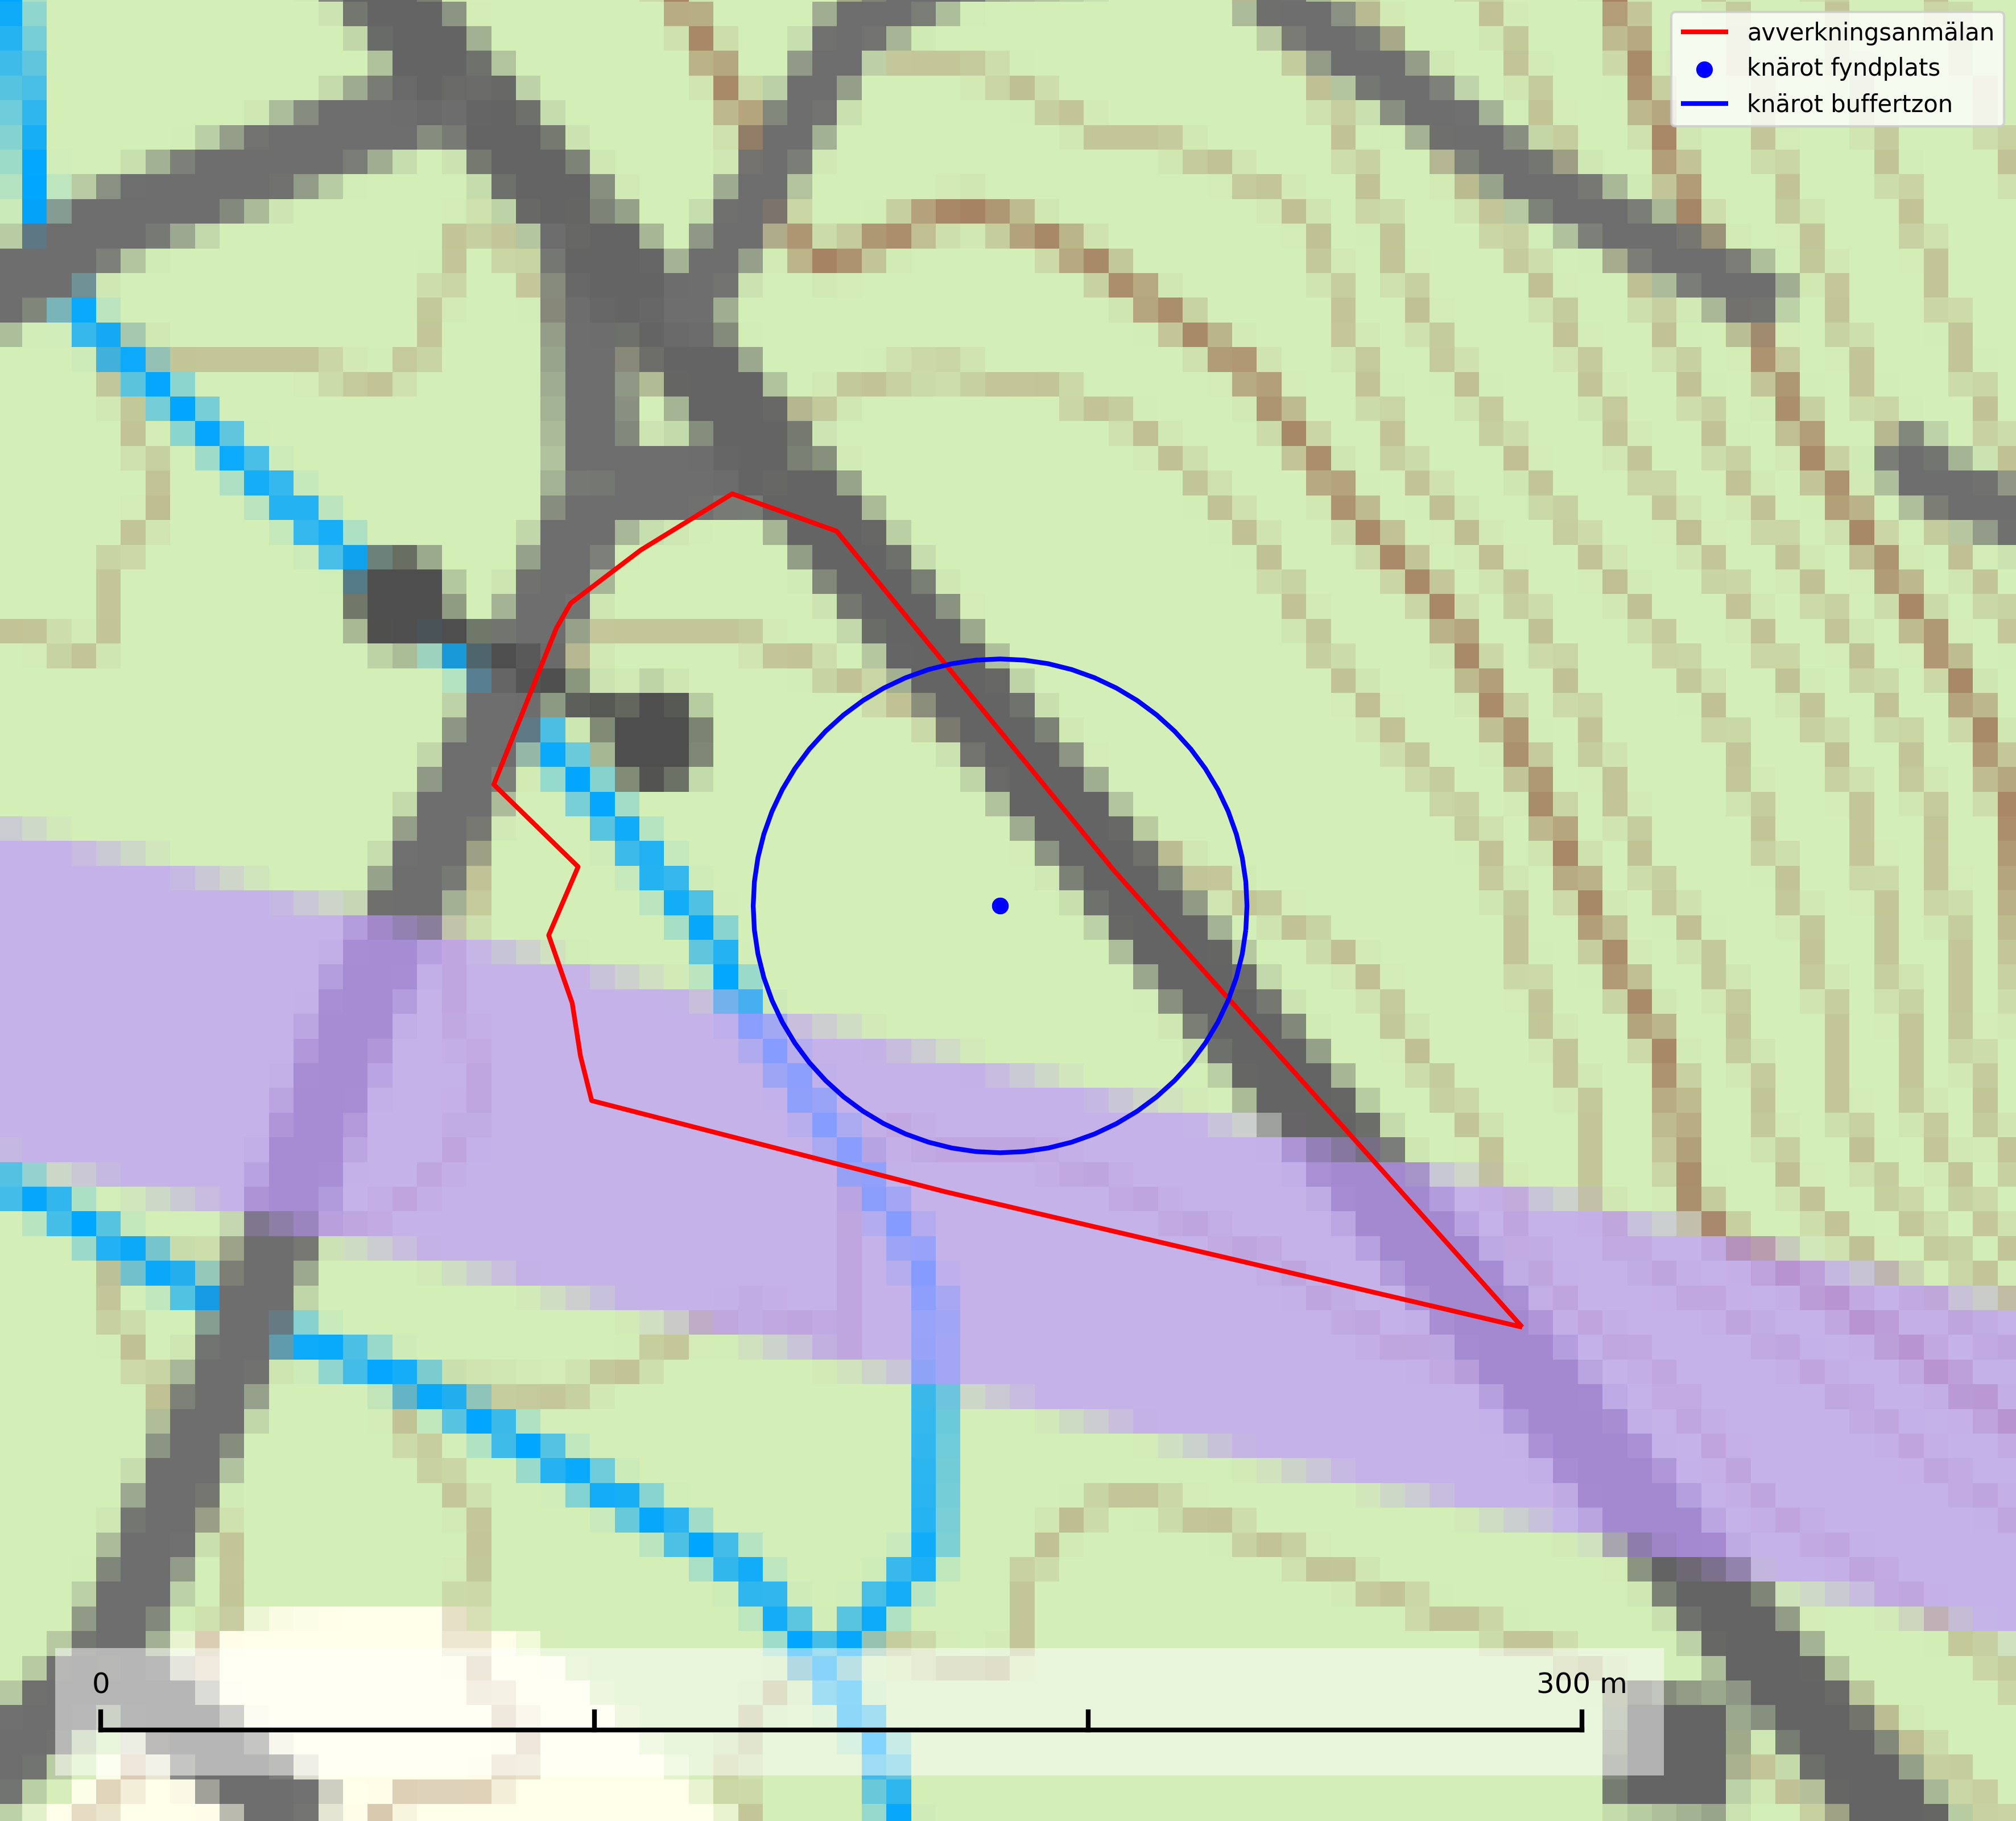 avverkningsanmälan
knärot fyndplats
knärot buffertzon
0 300 m